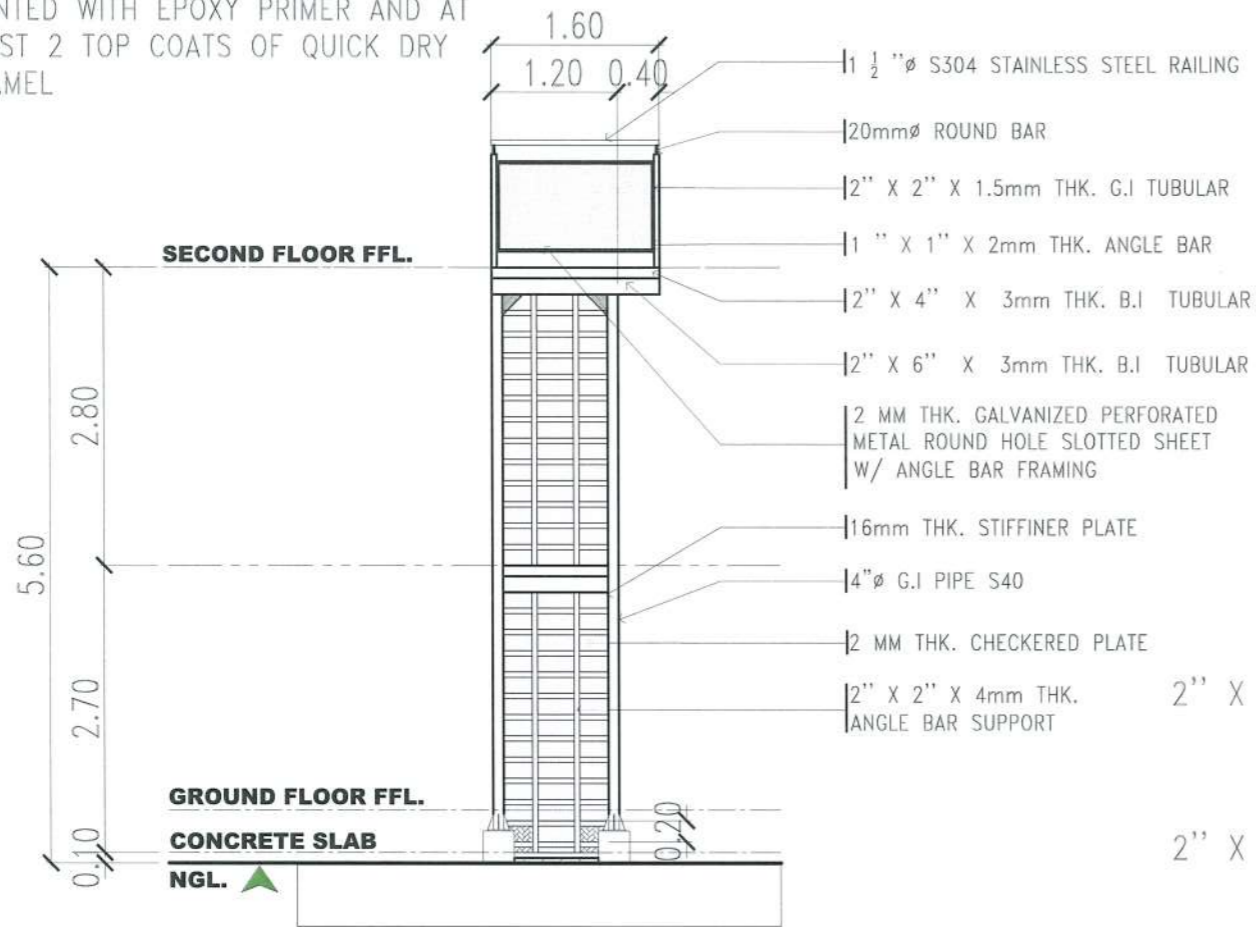 NTED WITH EPOXY PRIMER AND AT
ST 2 TOP COATS OF QUICK DRY
AMEL
1.60
1.20 0.40
1 1/2 ''ø S304 STAINLESS STEEL RAILING
20mmø ROUND BAR
2'' X 2'' X 1.5mm THK. G.I TUBULAR
1 '' X 1'' X 2mm THK. ANGLE BAR
SECOND FLOOR FFL.
2'' X 4'' X 3mm THK. B.I TUBULAR
2'' X 6'' X 3mm THK. B.I TUBULAR
2 MM THK. GALVANIZED PERFORATED
METAL ROUND HOLE SLOTTED SHEET
W/ ANGLE BAR FRAMING
2.80
16mm THK. STIFFINER PLATE
5.60
4''ø G.I PIPE S40
2 MM THK. CHECKERED PLATE
2'' X 2'' X 4mm THK.
ANGLE BAR SUPPORT
2'' X
2.70
GROUND FLOOR FFL.
0.20
CONCRETE SLAB
0.10
NGL.
2'' X